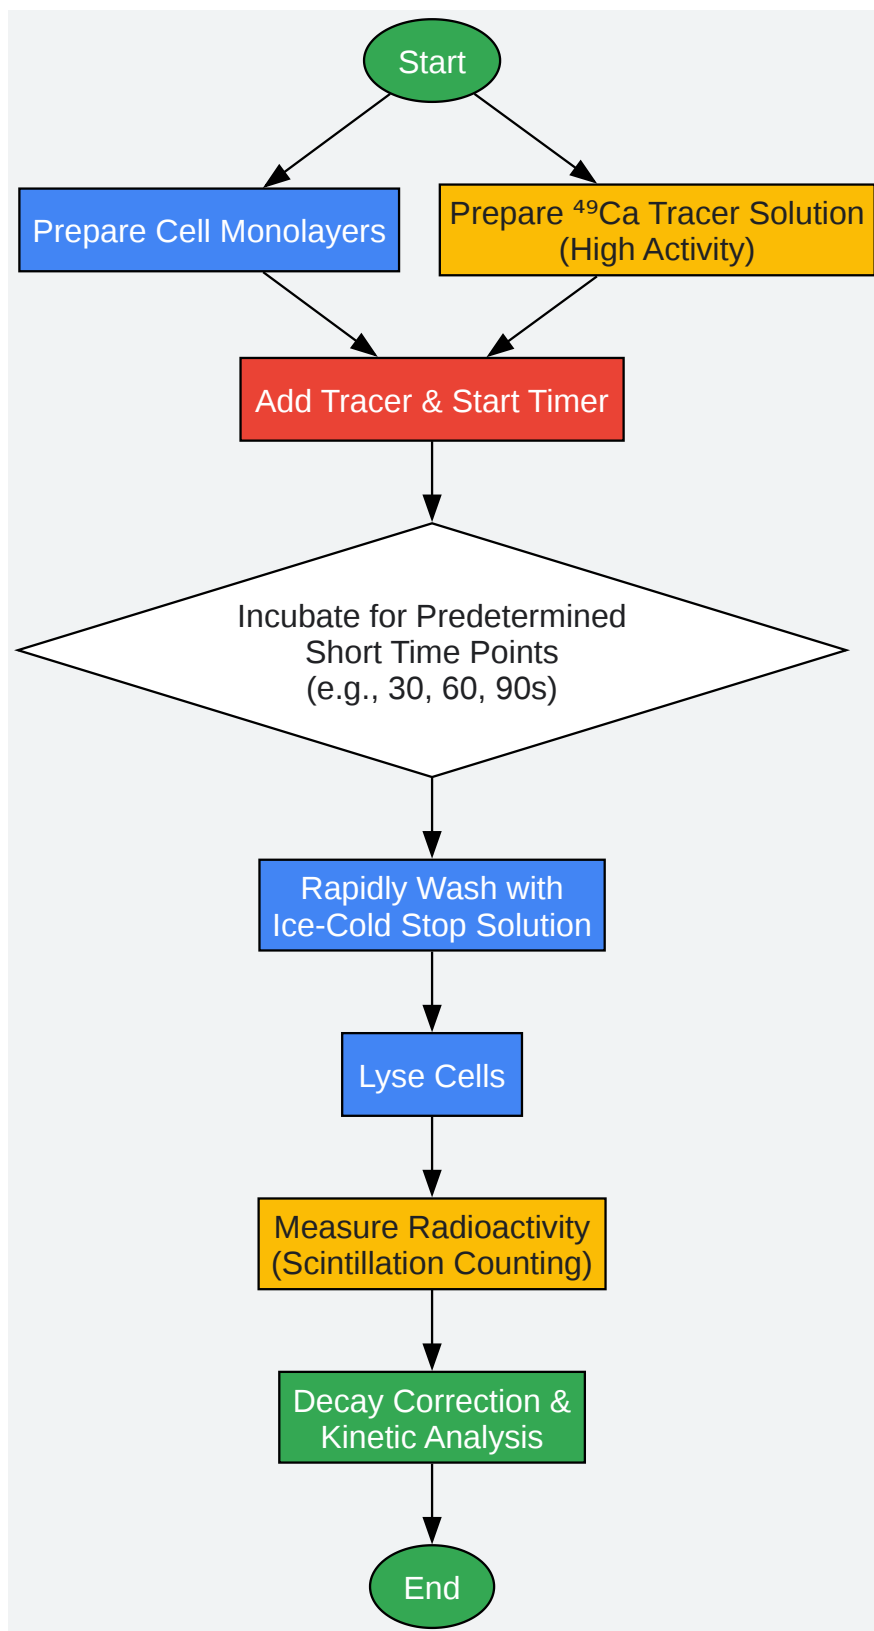 Start
Prepare Cell Monolayers
Prepare ⁴⁹Ca Tracer Solution
(High Activity)
Add Tracer & Start Timer
Incubate for Predetermined
Short Time Points
(e.g., 30, 60, 90s)
Rapidly Wash with
Ice-Cold Stop Solution
Lyse Cells
Measure Radioactivity
(Scintillation Counting)
Decay Correction &
Kinetic Analysis
End